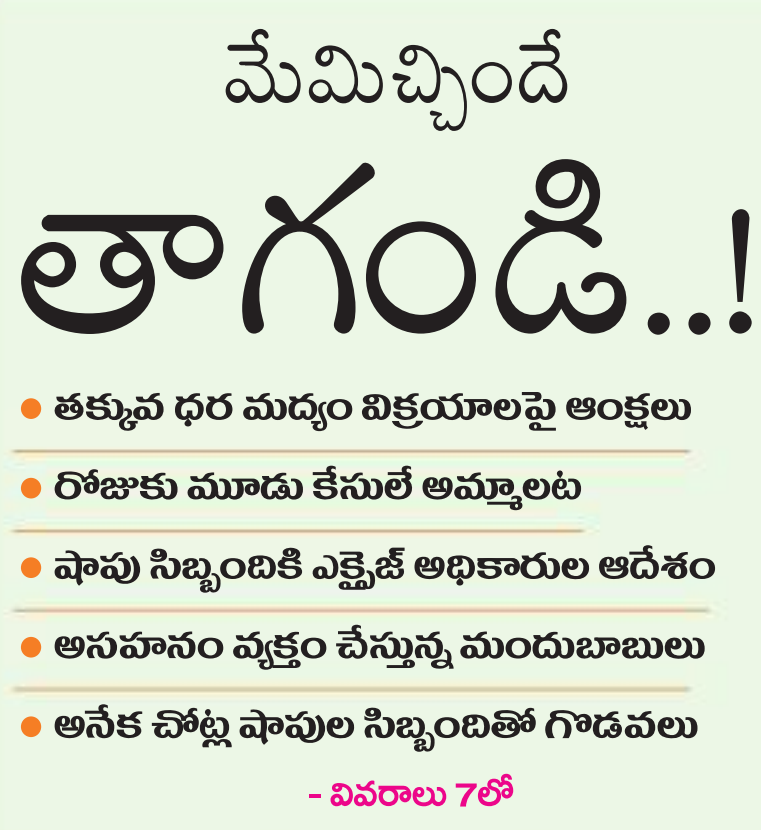 మేమిచ్చిందే
తాగండి..!
● తక్కువ ధర మద్యం విక్రయాలపై ఆంక్షలు
● రోజుకు మూడు కేసులే అమ్మాలట
● షాపు సిబ్బందికి ఎక్సైజ్ అధికారుల ఆదేశం
● అసహనం వ్యక్తం చేస్తున్న మందుబాబులు
● అనేక చోట్ల షాపుల సిబ్బందితో గొడవలు
- వివరాలు 7లో